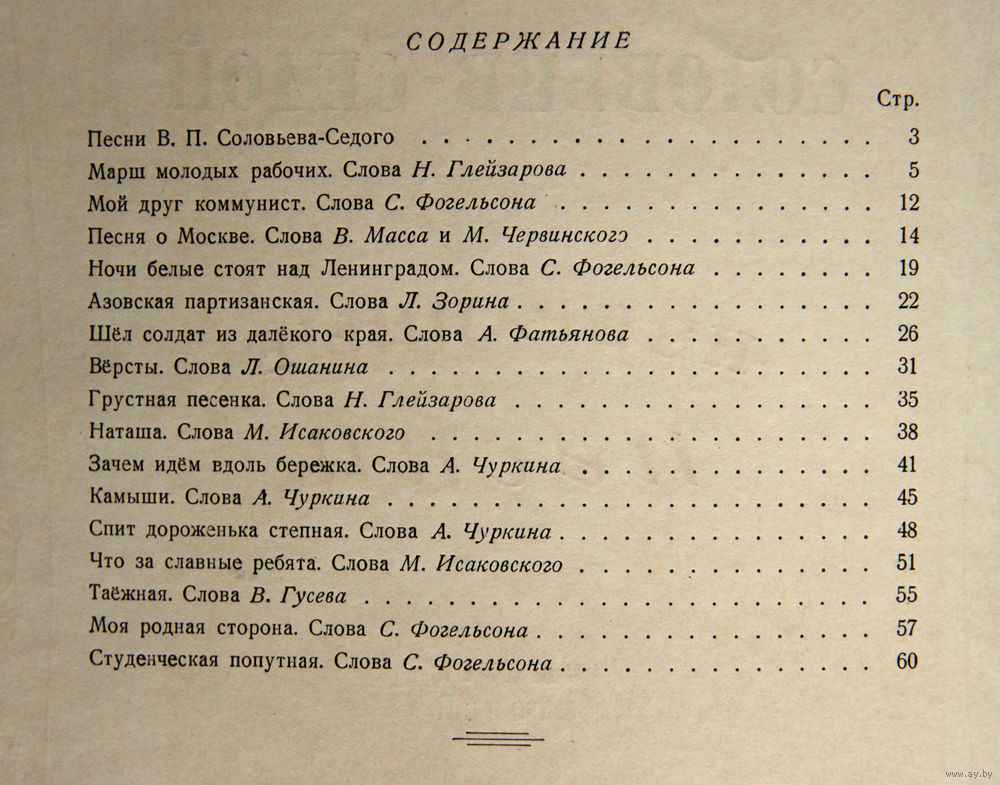 СОДЕРЖАНИЕ
Стр.
Песни В. П. Соловьева-Седого . . . . . . . . . . . . . . . . . . . . 3
Марш молодых рабочих. Слова Н. Глейзарова . . . . . . . . . . . . . . 5
Мой друг коммунист. Слова С. Фогельсона . . . . . . . . . . . . . . . 12
Песня о Москве. Слова В. Масса и М. Червинского . . . . . . . . . . . 14
Ночи белые стоят над Ленинградом. Слова С. Фогельсона . . . . . . . . 19
Азовская партизанская. Слова Л. Зорина . . . . . . . . . . . . . . . . 22
Шёл солдат из далёкого края. Слова А. Фатьянова . . . . . . . . . . . 26
Вёрсты. Слова Л. Ошанина . . . . . . . . . . . . . . . . . . . . . 31
Грустная песенка. Слова Н. Глейзарова . . . . . . . . . . . . . . . . 35
Наташа. Слова М. Исаковского . . . . . . . . . . . . . . . . . . . 38
Зачем идём вдоль бережка. Слова А. Чуркина . . . . . . . . . . . . . 41
Камыши. Слова А. Чуркина . . . . . . . . . . . . . . . . . . . . . 45
Спит дороженька степная. Слова А. Чуркина . . . . . . . . . . . . . . 48
Что за славные ребята. Слова М. Исаковского . . . . . . . . . . . . . 51
Таёжная. Слова В. Гусева . . . . . . . . . . . . . . . . . . . . . . 55
Моя родная сторона. Слова С. Фогельсона . . . . . . . . . . . . . . . 57
Студенческая попутная. Слова С. Фогельсона . . . . . . . . . . . . . . 60
www.ay.by